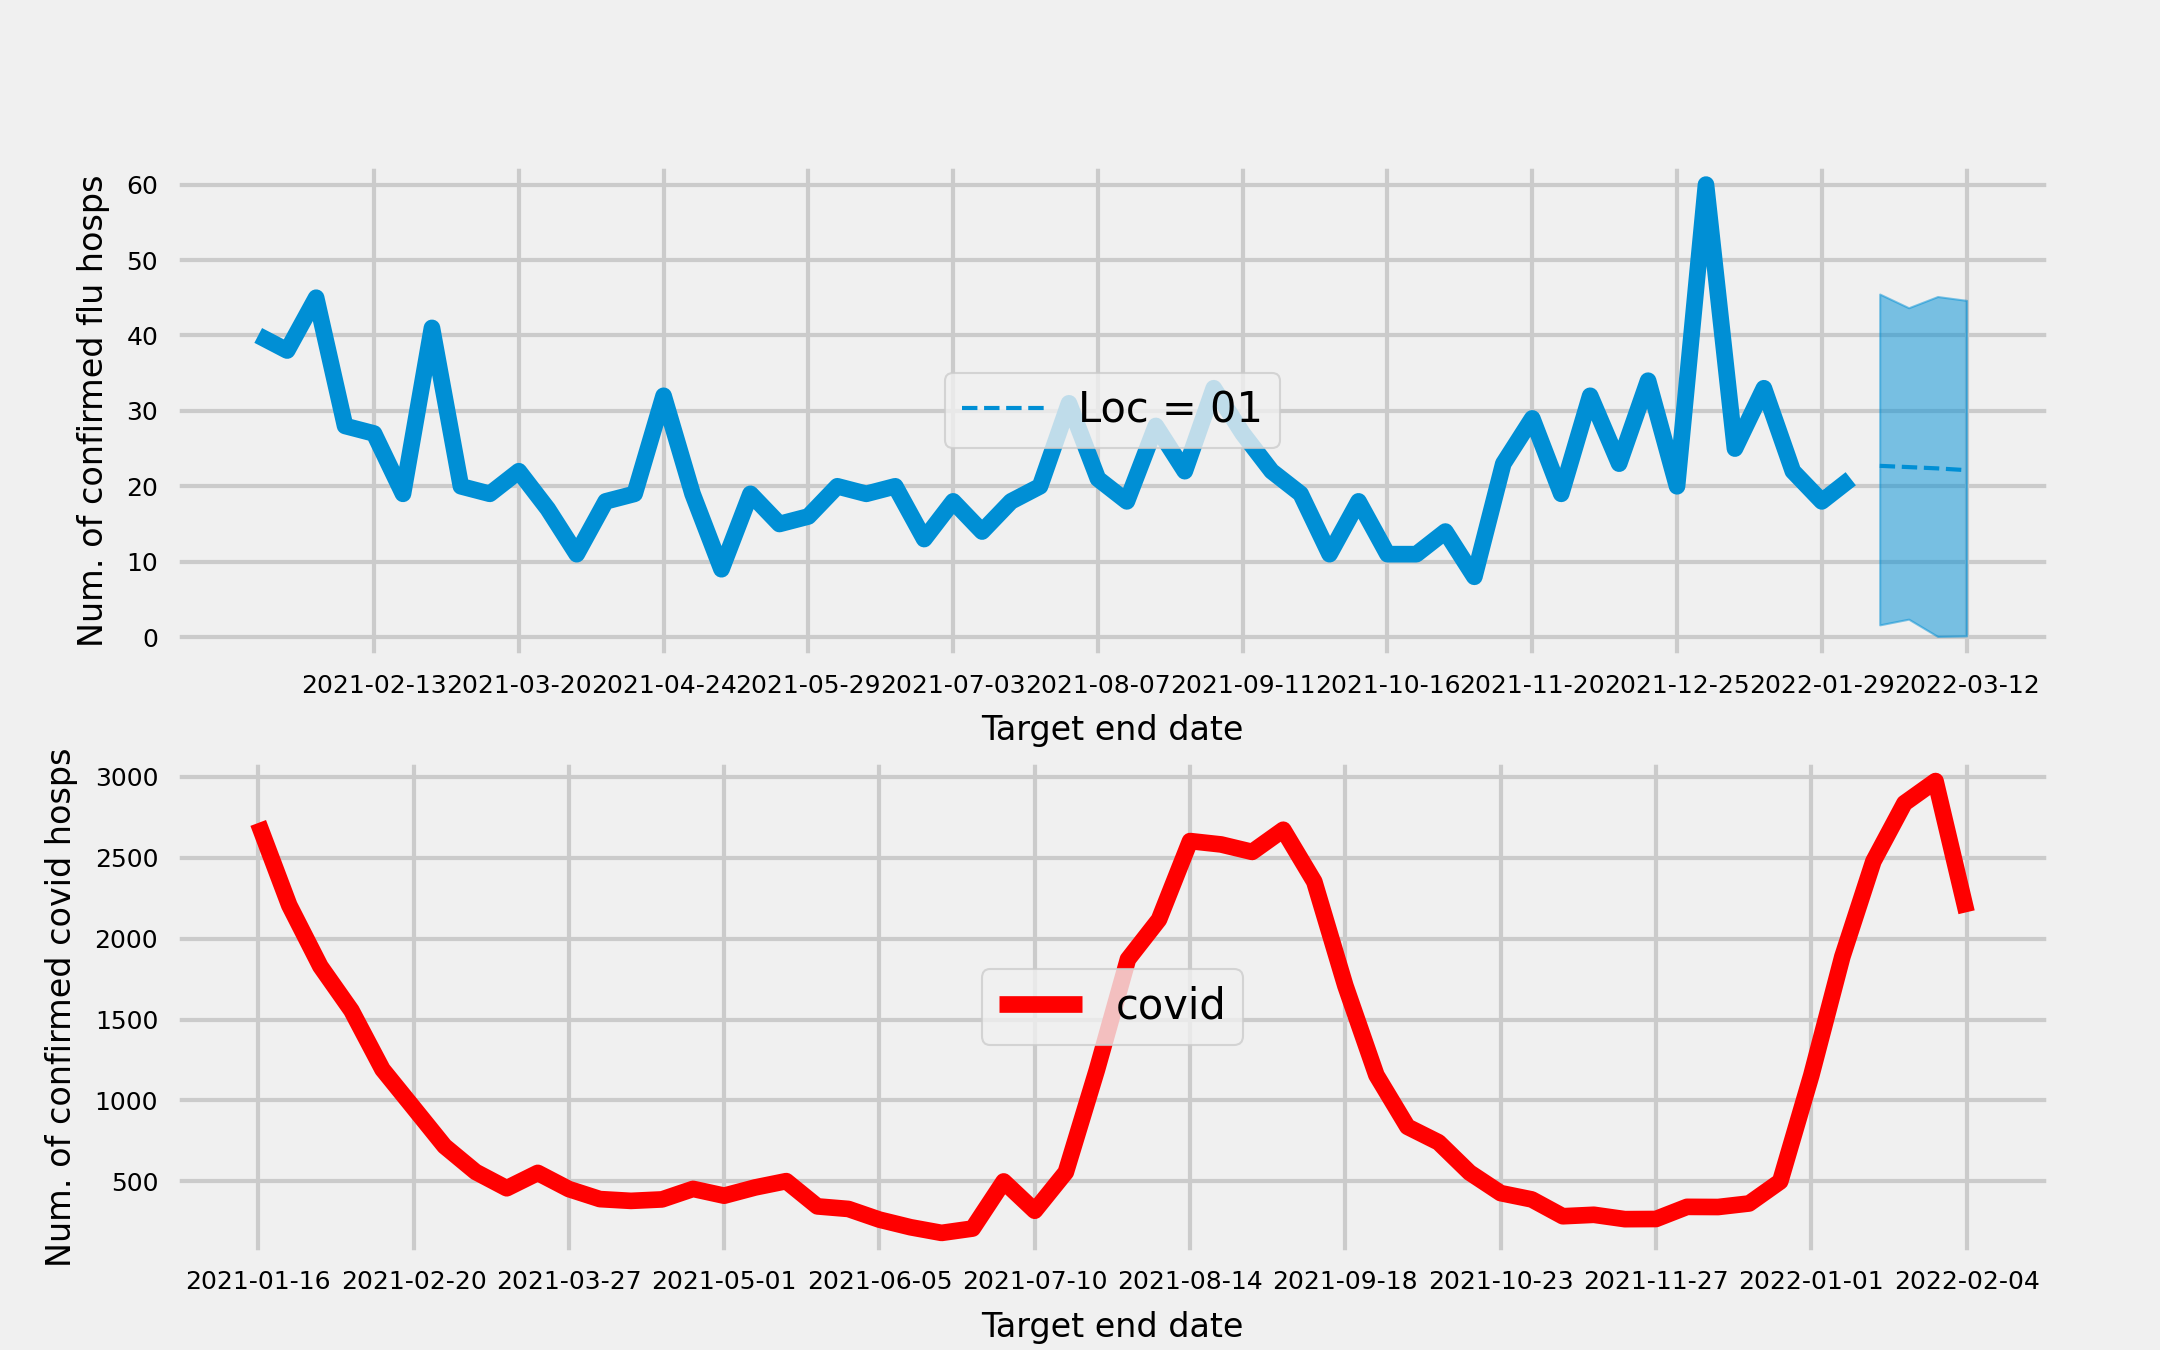 Num. of confirmed flu hosps
60
50
40
30
20
10
0
Loc = 01
2021-02-13 2021-03-20 2021-04-24 2021-05-29 2021-07-03 2021-08-07 2021-09-11 2021-10-16 2021-11-20 2021-12-25 2022-01-29 2022-03-12
Target end date
Num. of confirmed covid hosps
3000
2500
2000
1500
1000
500
covid
2021-01-16 2021-02-20 2021-03-27 2021-05-01 2021-06-05 2021-07-10 2021-08-14 2021-09-18 2021-10-23 2021-11-27 2022-01-01 2022-02-04
Target end date